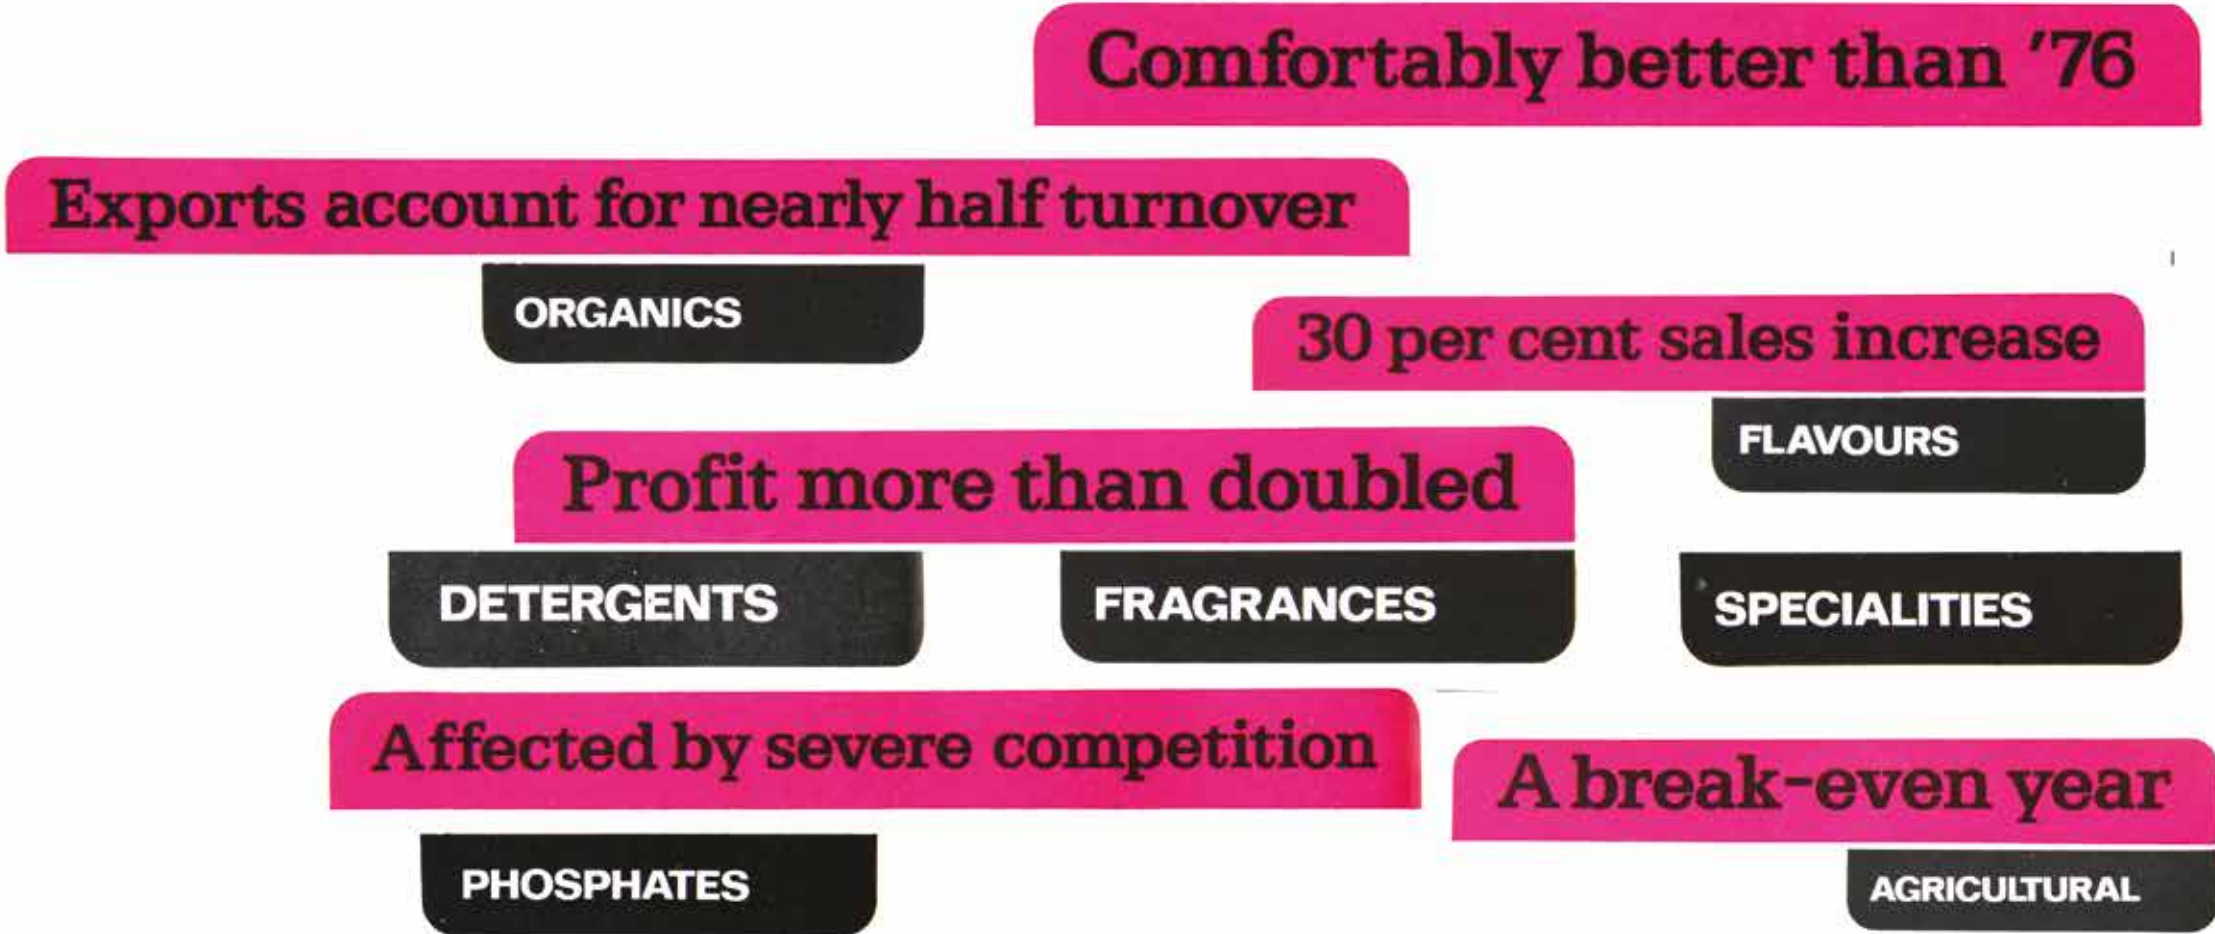 Comfortably better than '76
Exports account for nearly half turnover
ORGANICS
30 per cent sales increase
FLAVOURS
Profit more than doubled
DETERGENTS
FRAGRANCES
SPECIALITIES
Affected by severe competition
A break-even year
PHOSPHATES
AGRICULTURAL